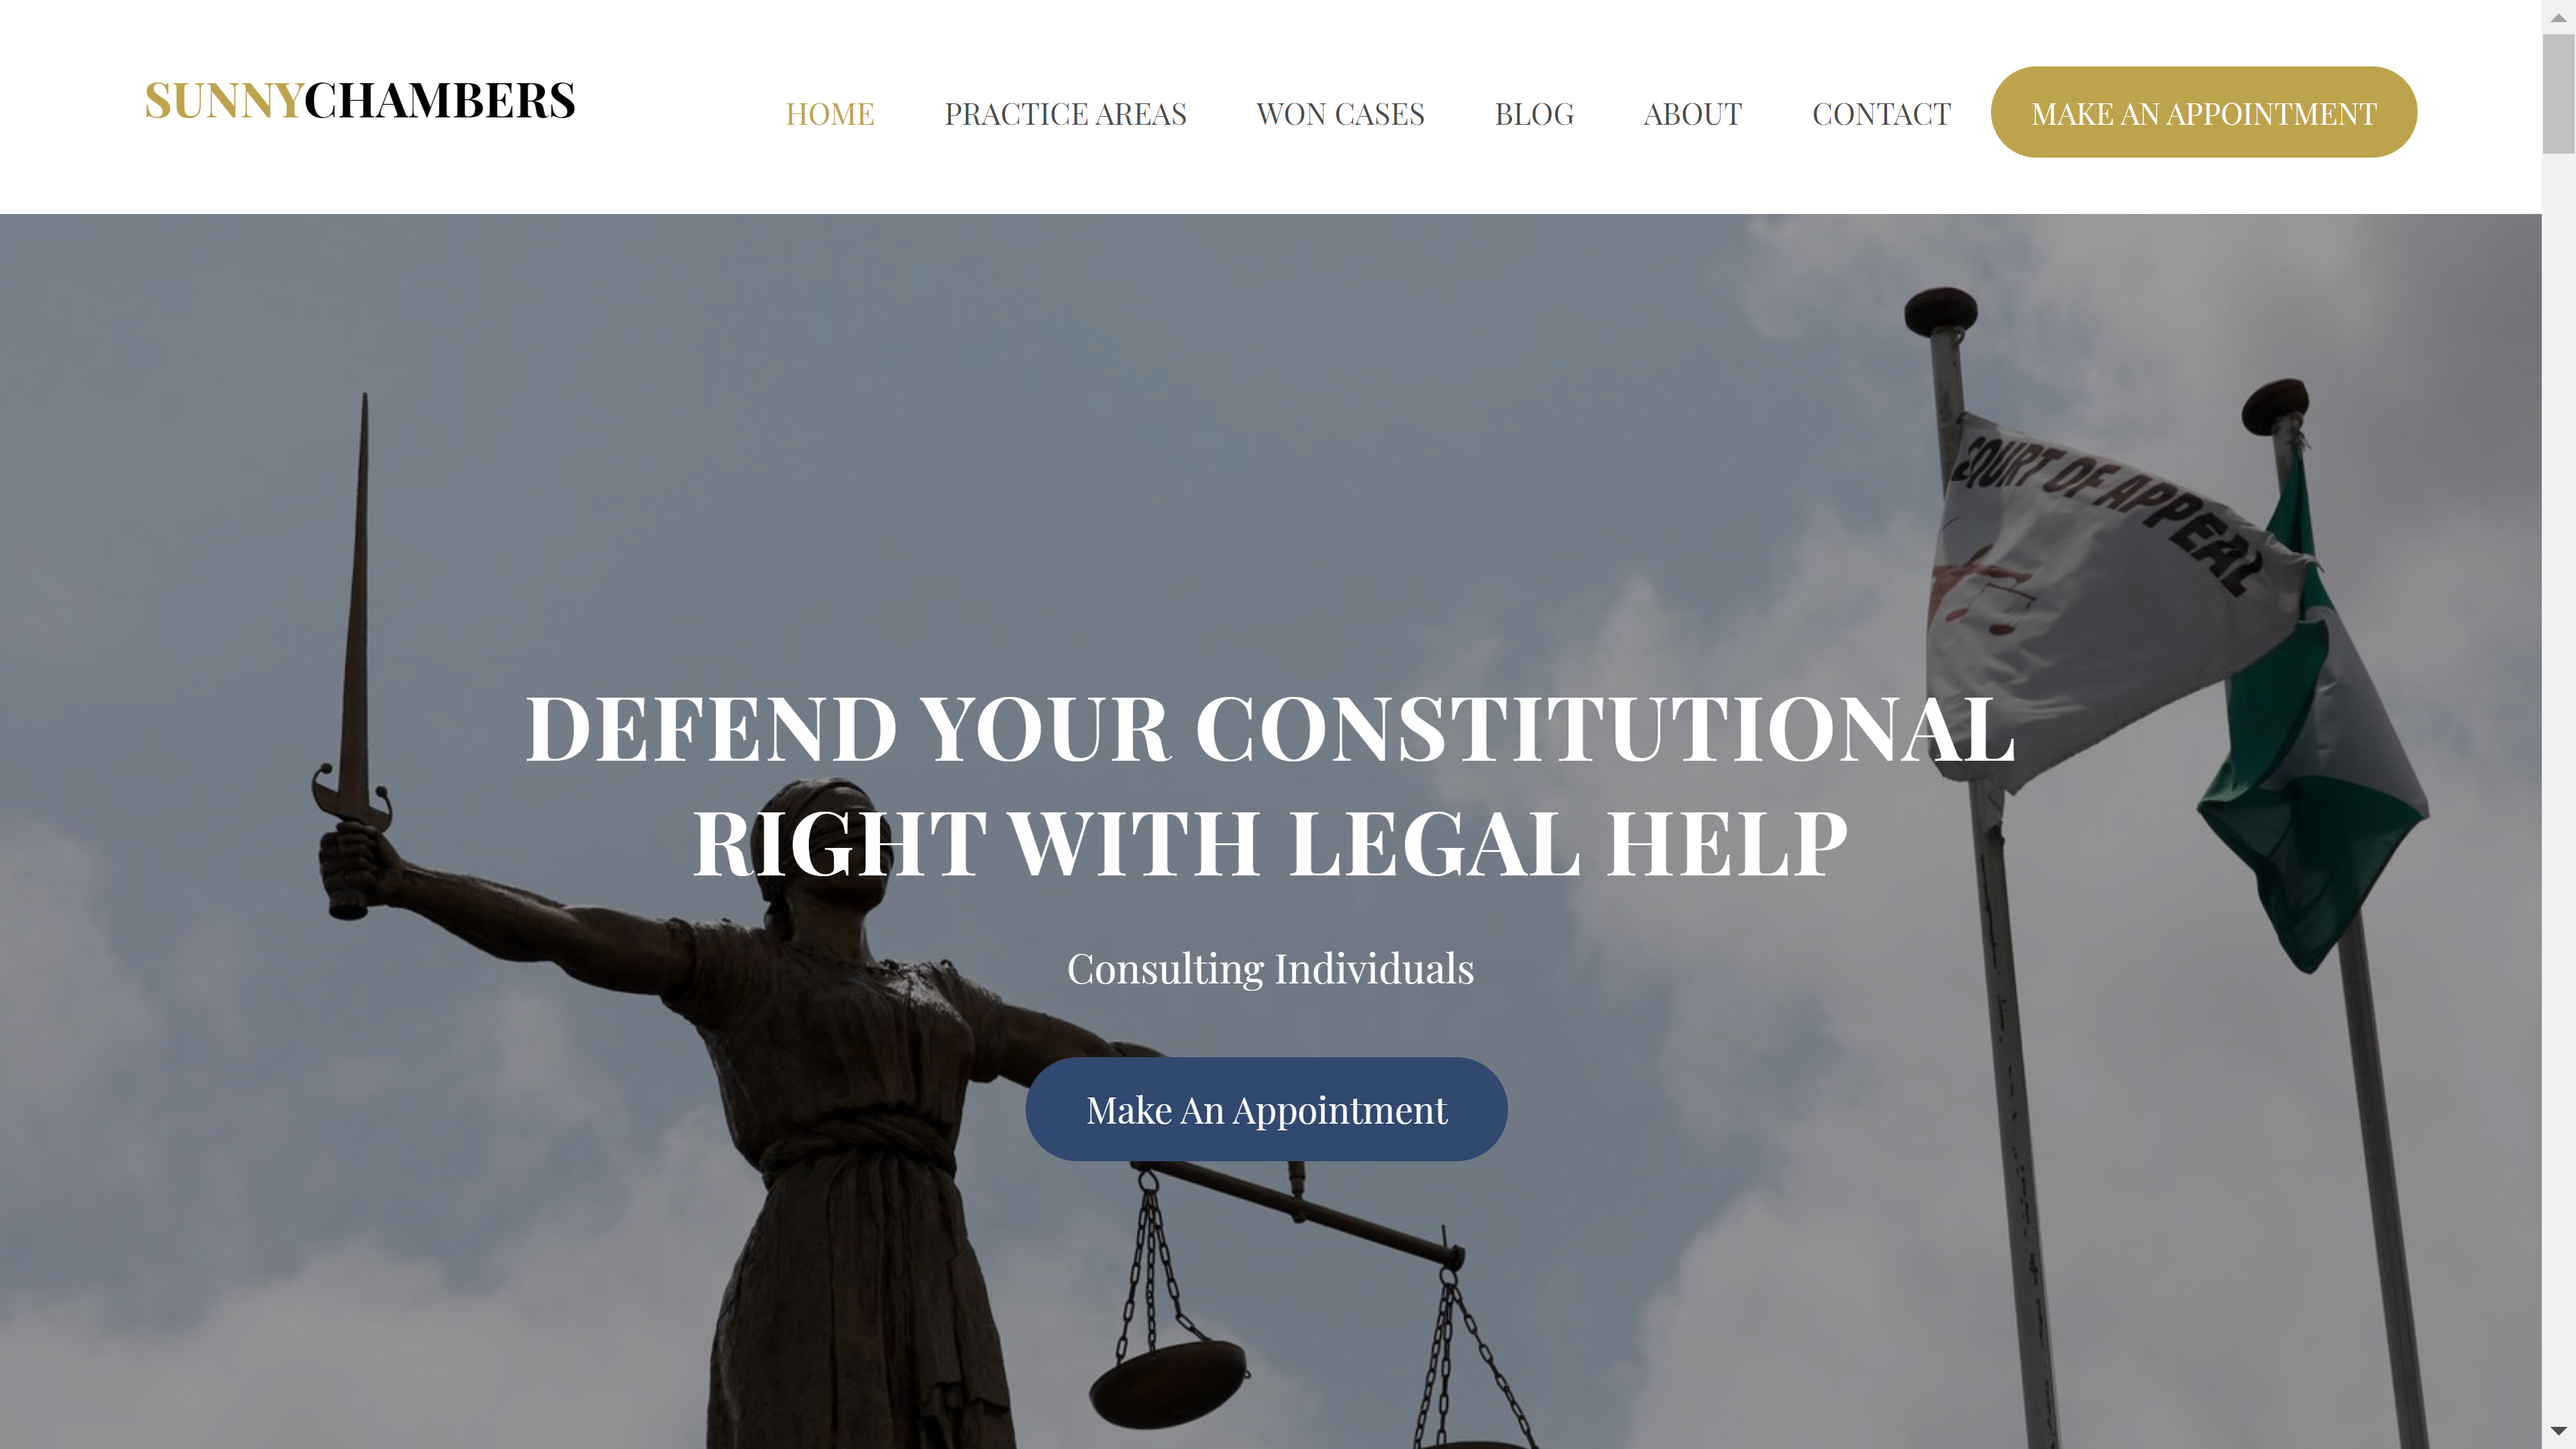 SUNNYCHAMBERS
HOME
PRACTICE AREAS
WON CASES
BLOG
ABOUT
CONTACT
MAKE AN APPOINTMENT
COURT OF APPEAL
DEFEND YOUR CONSTITUTIONAL
RIGHT WITH LEGAL HELP
Consulting Individuals
Make An Appointment